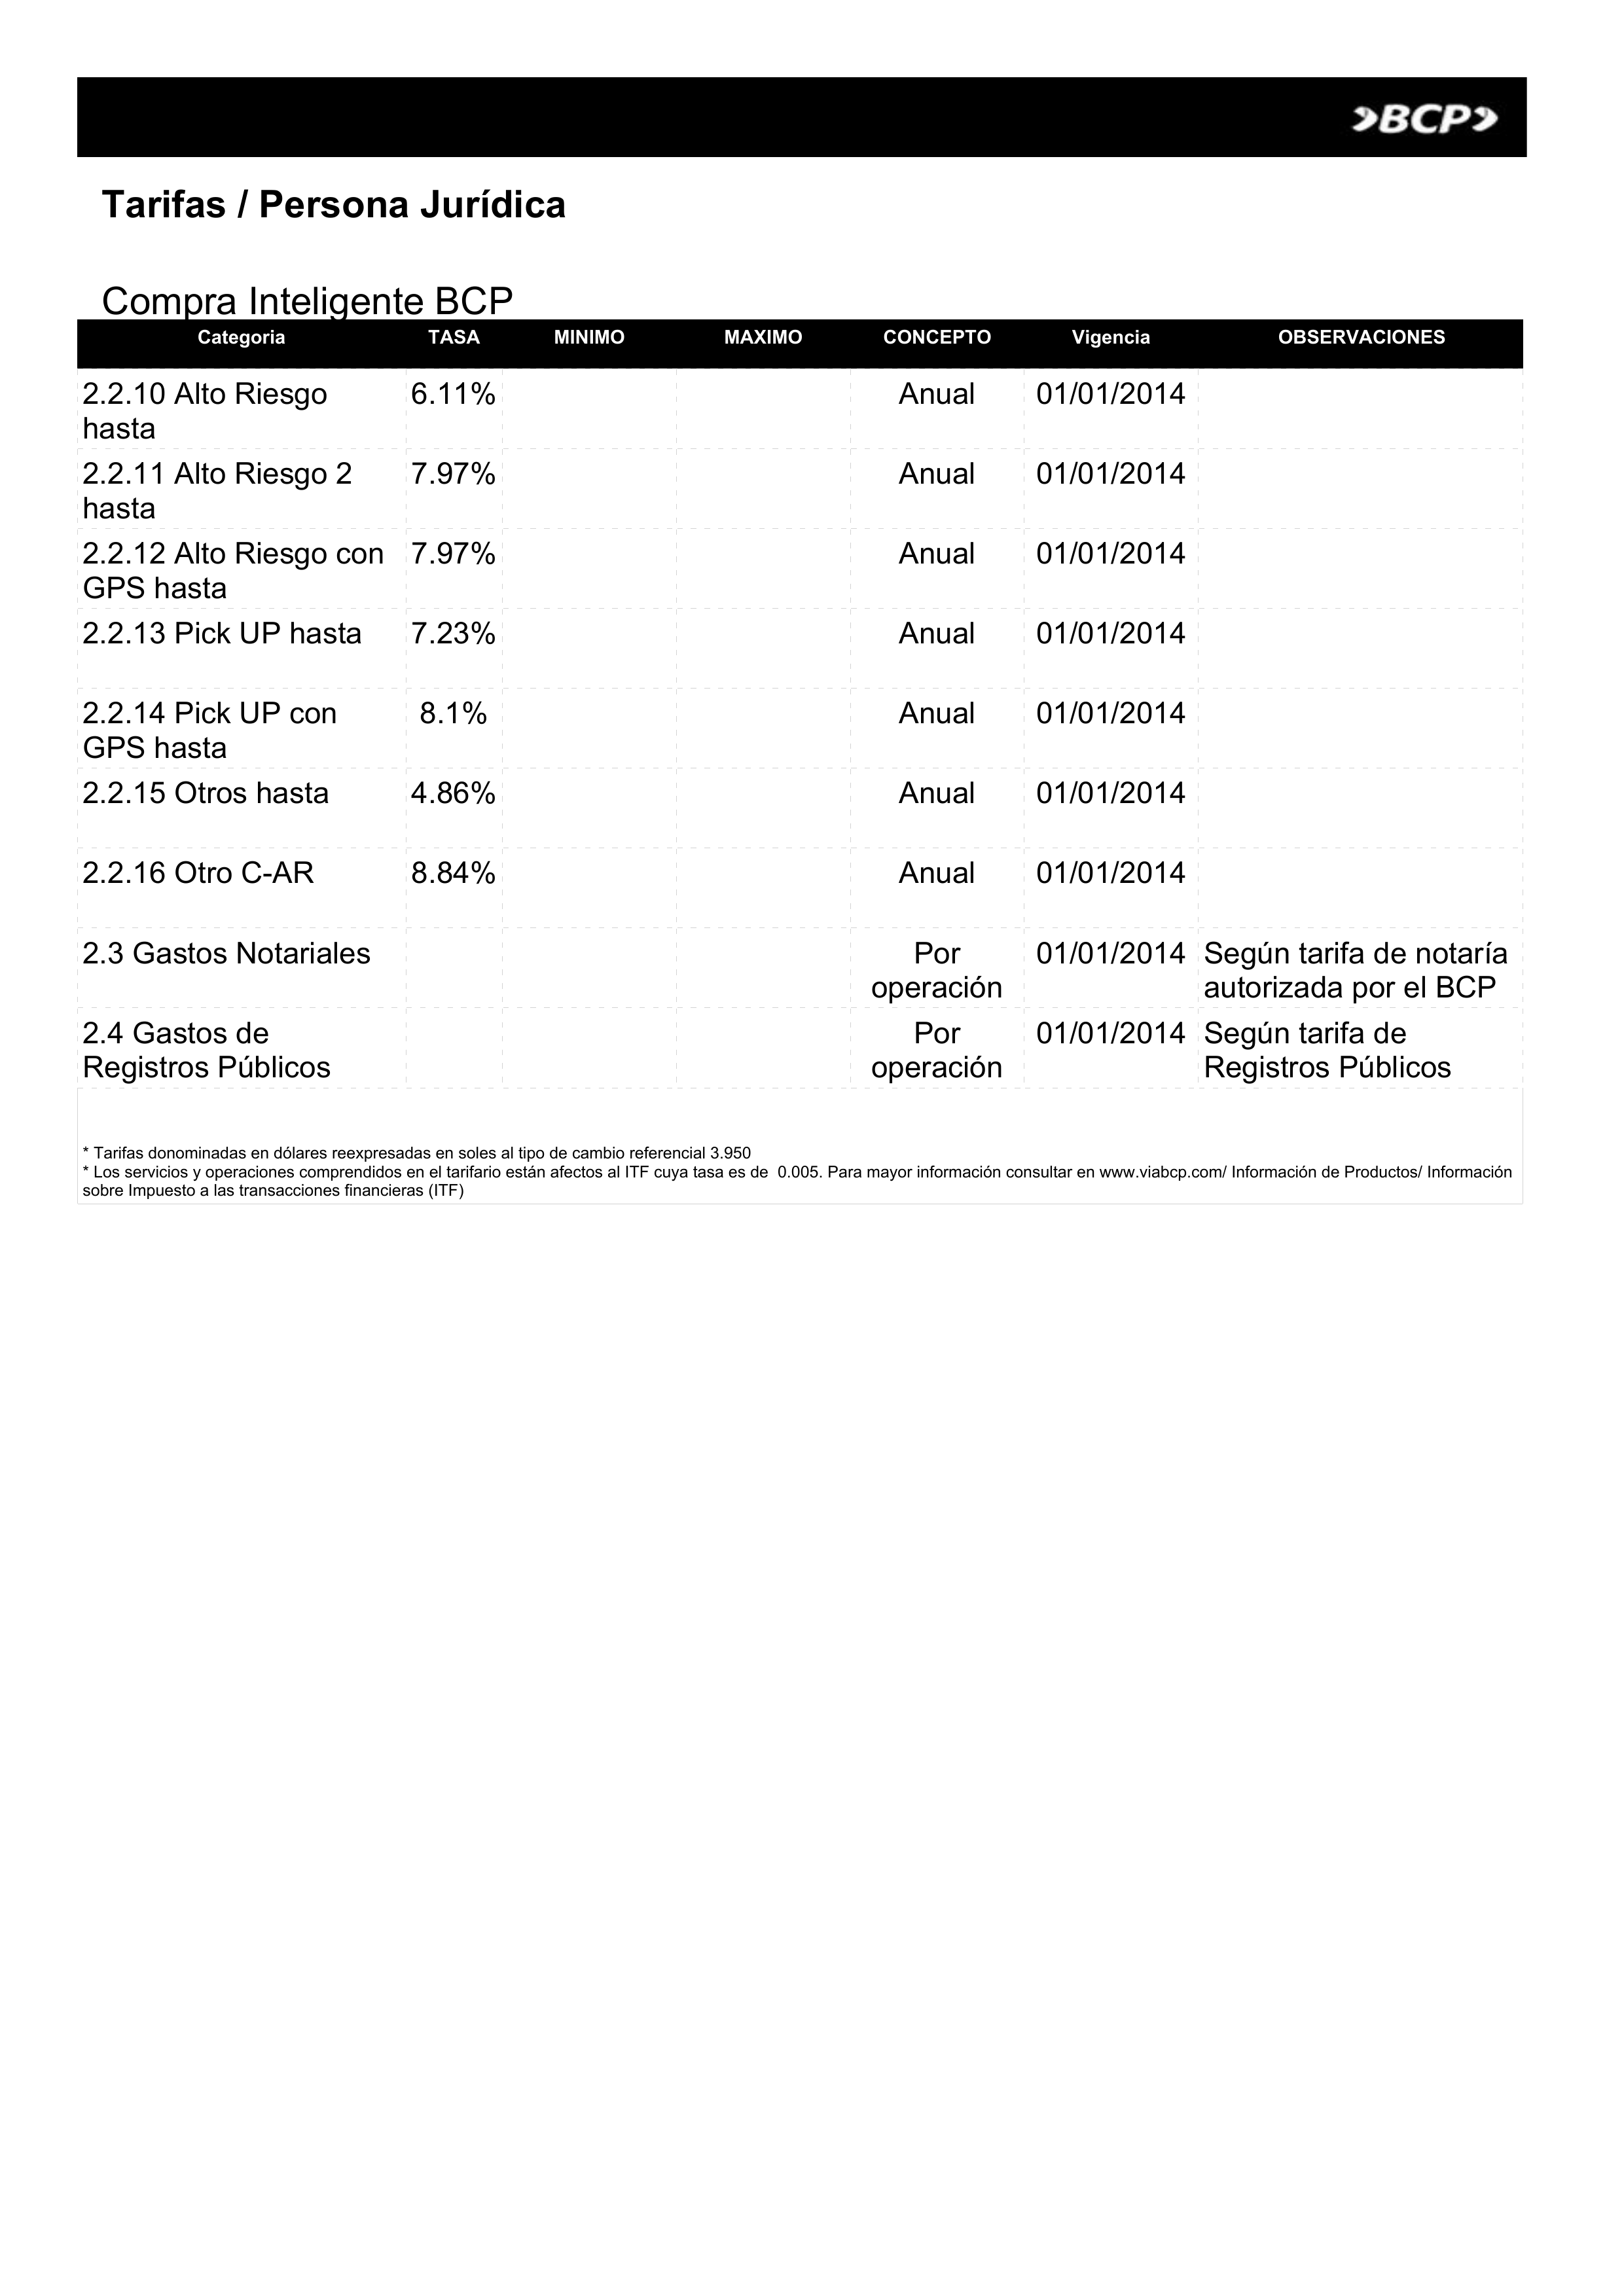 BCP
Tarifas / Persona Jurídica
Compra Inteligente BCP
Categoria TASA MINIMO MAXIMO CONCEPTO Vigencia OBSERVACIONES
2.2.10 Alto Riesgo 6.11% Anual 01/01/2014
hasta
2.2.11 Alto Riesgo 2 7.97% Anual 01/01/2014
hasta
2.2.12 Alto Riesgo con 7.97% Anual 01/01/2014
GPS hasta
2.2.13 Pick UP hasta 7.23% Anual 01/01/2014
2.2.14 Pick UP con 8.1% Anual 01/01/2014
GPS hasta
2.2.15 Otros hasta 4.86% Anual 01/01/2014
2.2.16 Otro C-AR 8.84% Anual 01/01/2014
2.3 Gastos Notariales Por 01/01/2014 Según tarifa de notaría
operación autorizada por el BCP
2.4 Gastos de Por 01/01/2014 Según tarifa de
Registros Públicos operación Registros Públicos
* Tarifas donominadas en dólares reexpresadas en soles al tipo de cambio referencial 3.950
* Los servicios y operaciones comprendidos en el tarifario están afectos al ITF cuya tasa es de 0.005. Para mayor información consultar en www.viabcp.com/ Información de Productos/ Información
sobre Impuesto a las transacciones financieras (ITF)